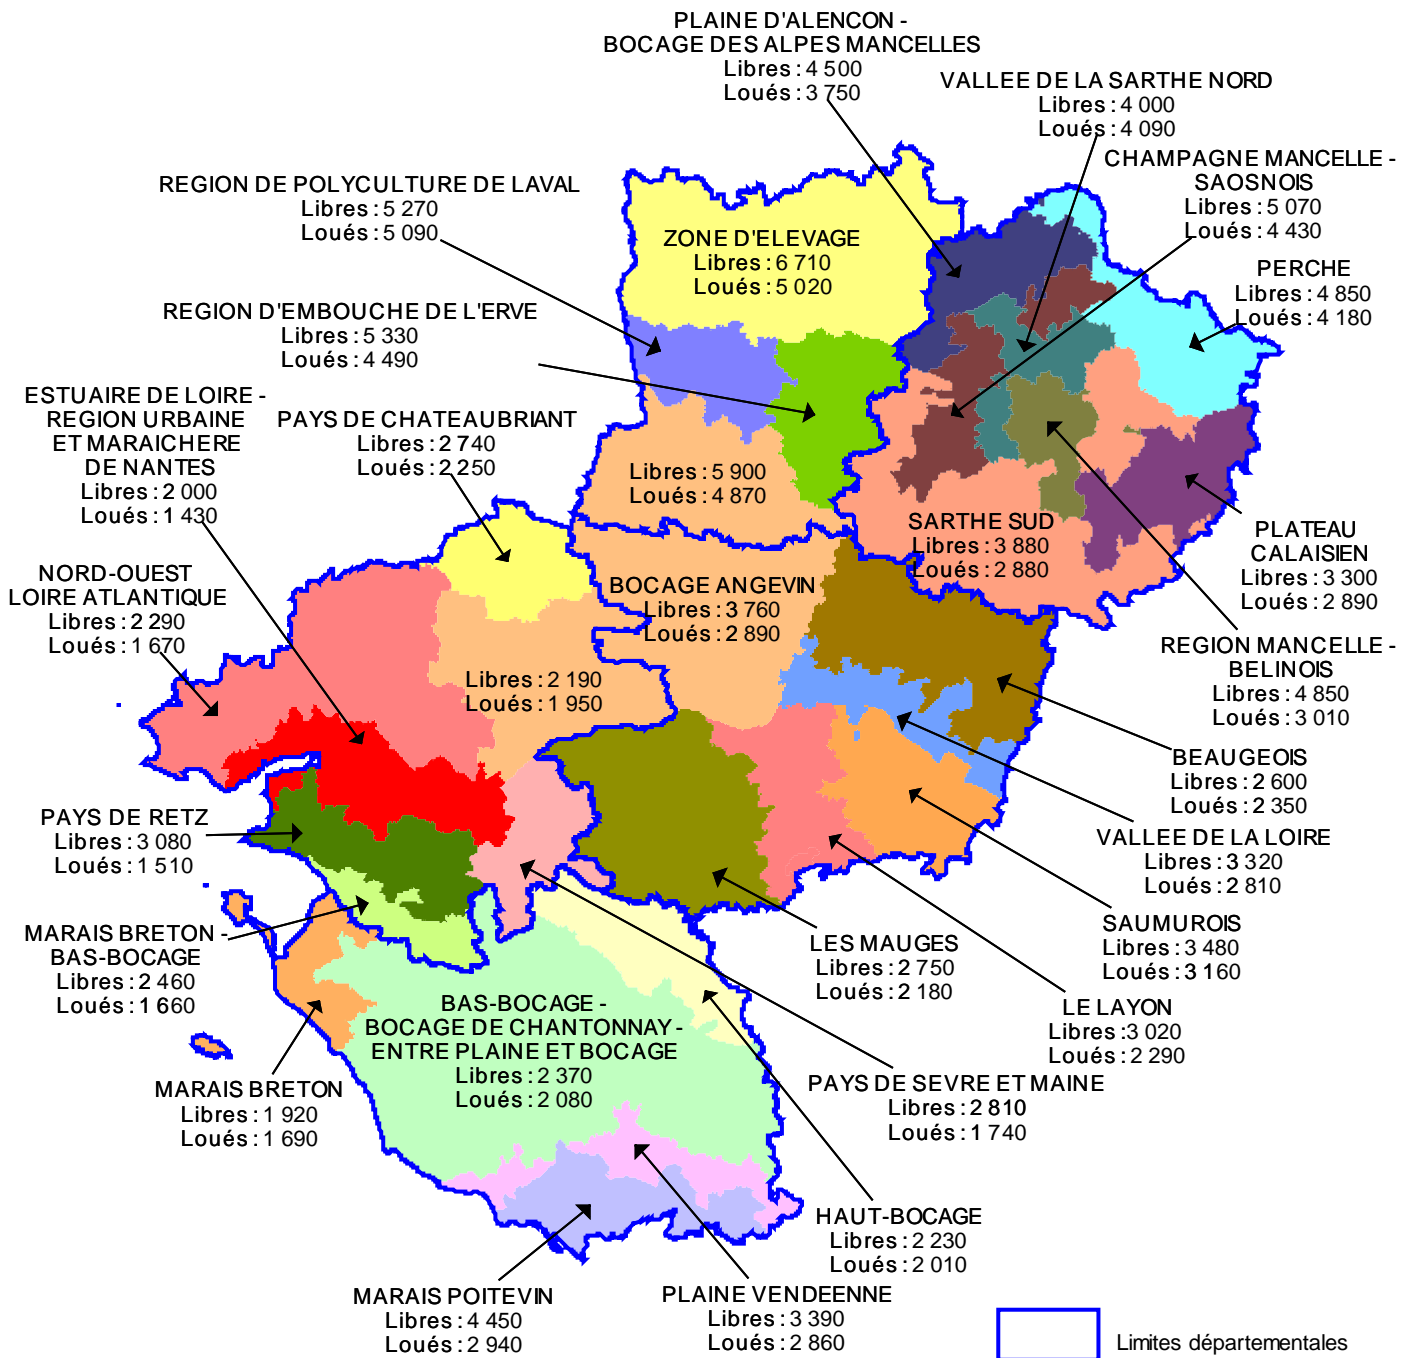 PLAINE D'ALENCON -
BOCAGE DES ALPES MANCELLES
Libres : 4 500
Loués : 3 750
VALLEE DE LA SARTHE NORD
Libres : 4 000
Loués : 4 090
CHAMPAGNE MANCELLE -
SAOSNOIS
Libres : 5 070
Loués : 4 430
REGION DE POLYCULTURE DE LAVAL
Libres : 5 270
Loués : 5 090
ZONE D'ELEVAGE
Libres : 6 710
Loués : 5 020
PERCHE
Libres : 4 850
Loués : 4 180
REGION D'EMBOUCHE DE L'ERVE
Libres : 5 330
Loués : 4 490
ESTUAIRE DE LOIRE -
REGION URBAINE
ET MARAICHERE
DE NANTES
Libres : 2 000
Loués : 1 430
PAYS DE CHATEAUBRIANT
Libres : 2 740
Loués : 2 250
Libres : 5 900
Loués : 4 870
SARTHE SUD
Libres : 3 880
Loués : 2 880
PLATEAU
CALAISIEN
Libres : 3 300
Loués : 2 890
NORD-OUEST
LOIRE ATLANTIQUE
Libres : 2 290
Loués : 1 670
BOCAGE ANGEVIN
Libres : 3 760
Loués : 2 890
REGION MANCELLE -
BELINOIS
Libres : 4 850
Loués : 3 010
Libres : 2 190
Loués : 1 950
BEAUGEOIS
Libres : 2 600
Loués : 2 350
PAYS DE RETZ
Libres : 3 080
Loués : 1 510
VALLEE DE LA LOIRE
Libres : 3 320
Loués : 2 810
MARAIS BRETON -
BAS-BOCAGE
Libres : 2 460
Loués : 1 660
SAUMUROIS
Libres : 3 480
Loués : 3 160
LES MAUGES
Libres : 2 750
Loués : 2 180
LE LAYON
Libres : 3 020
Loués : 2 290
BAS-BOCAGE -
BOCAGE DE CHANTONNAY -
ENTRE PLAINE ET BOCAGE
Libres : 2 370
Loués : 2 080
MARAIS BRETON
Libres : 1 920
Loués : 1 690
PAYS DE SEVRE ET MAINE
Libres : 2 810
Loués : 1 740
HAUT-BOCAGE
Libres : 2 230
Loués : 2 010
MARAIS POITEVIN
Libres : 4 450
Loués : 2 940
PLAINE VENDEENNE
Libres : 3 390
Loués : 2 860
Limites départementales